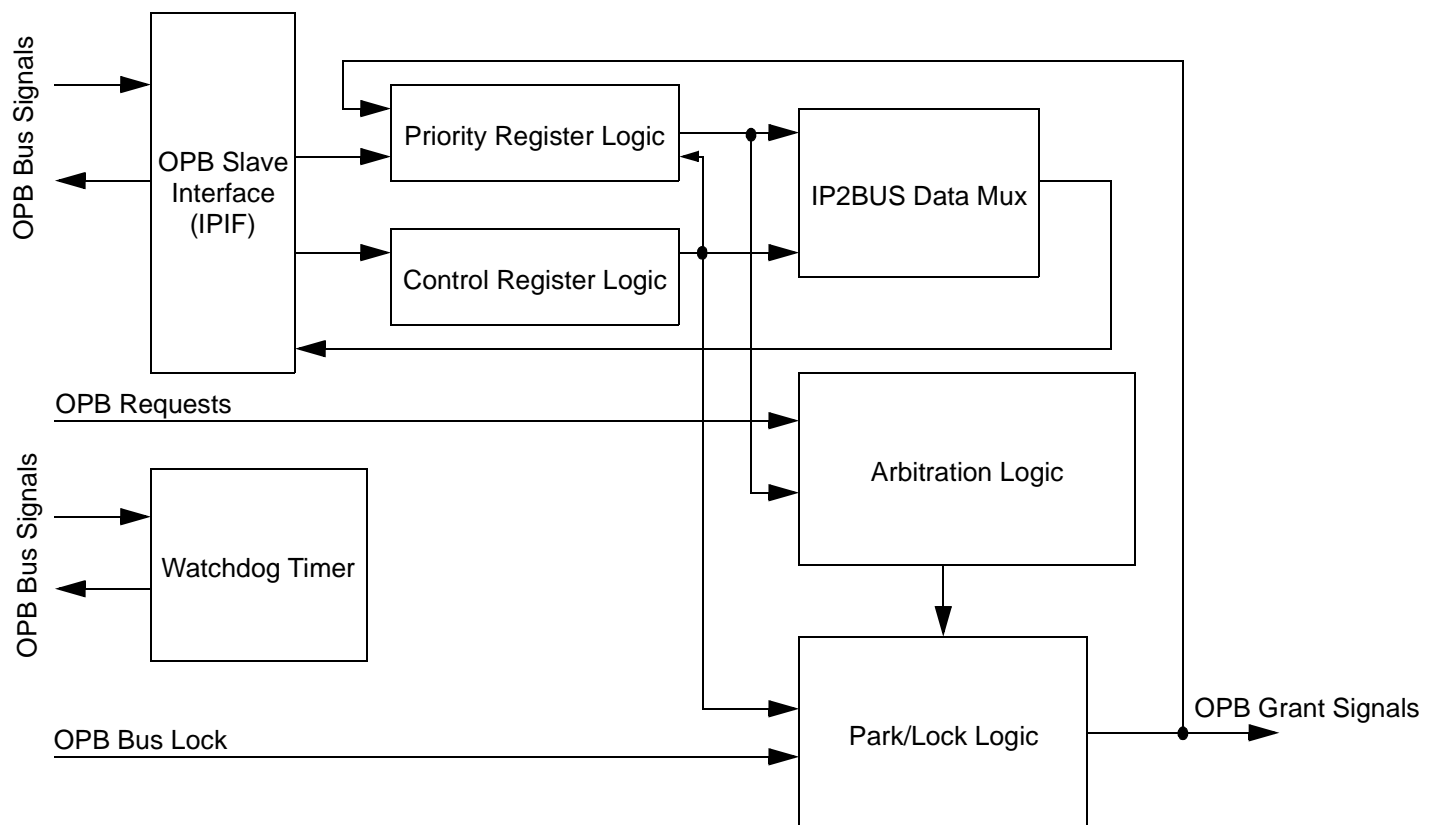 OPB Bus Signals
OPB Slave
Interface
(IPIF)
Priority Register Logic
IP2BUS Data Mux
Control Register Logic
OPB Requests
Arbitration Logic
OPB Bus Signals
Watchdog Timer
OPB Grant Signals
OPB Bus Lock
Park/Lock Logic